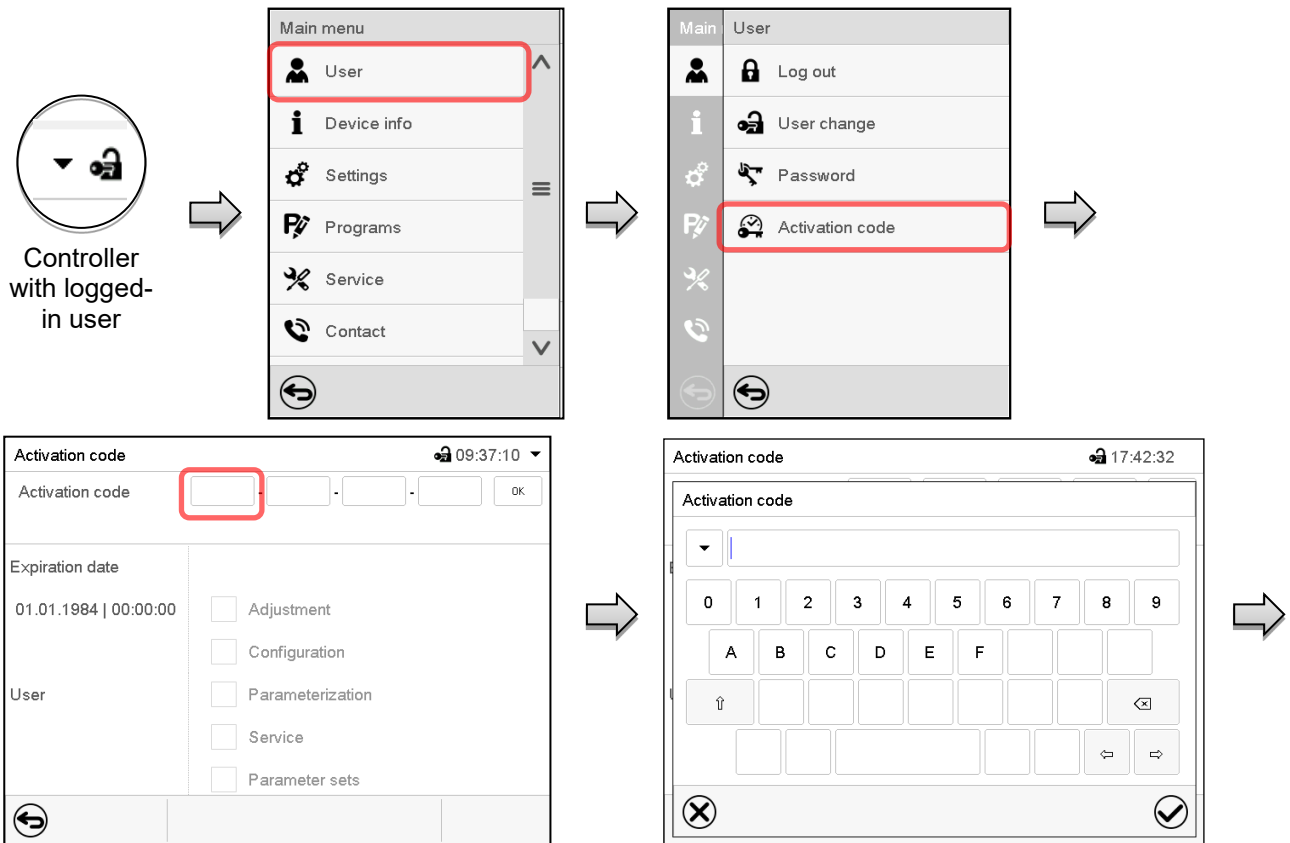 Controller
with logged-
in user
Main menu
User
Device info
Settings
Programs
Service
Contact
Main
User
Log out
User change
Password
Activation code
Activation code 09:37:10
Activation code - - - OK
Expiration date
01.01.1984 | 00:00:00
Adjustment
Configuration
User
Parameterization
Service
Parameter sets
Activation code 17:42:32
Activation code
0 1 2 3 4 5 6 7 8 9
A B C D E F